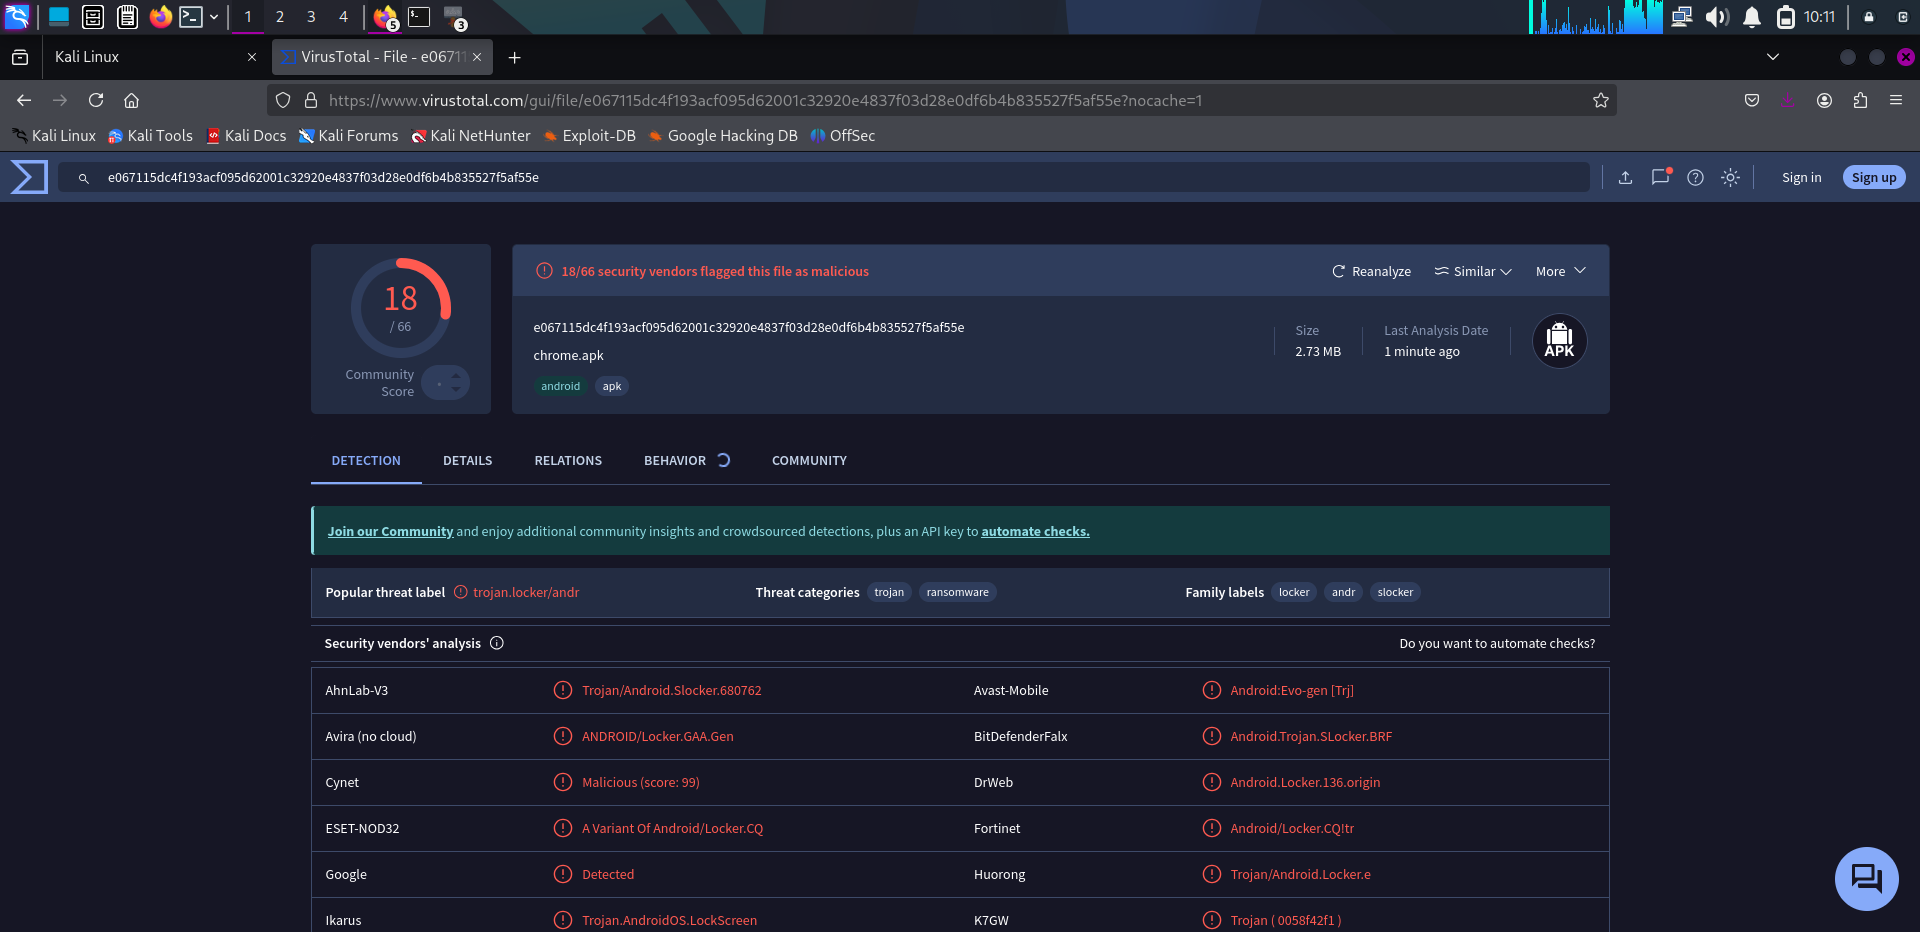 1 2 3 4 5 3 10:11
Kali Linux
VirusTotal - File - e06711
https://www.virustotal.com/gui/file/e067115dc4f193acf095d62001c32920e4837f03d28e0df6b4b835527f5af55e?nocache=1
Kali Linux Kali Tools Kali Docs Kali Forums Kali NetHunter Exploit-DB Google Hacking DB OffSec
e067115dc4f193acf095d62001c32920e4837f03d28e0df6b4b835527f5af55e
Sign in Sign up
18
/ 66
Community
Score
18/66 security vendors flagged this file as malicious
Reanalyze Similar More
e067115dc4f193acf095d62001c32920e4837f03d28e0df6b4b835527f5af55e
chrome.apk
android apk
Size
2.73 MB
Last Analysis Date
1 minute ago
APK
DETECTION DETAILS RELATIONS BEHAVIOR COMMUNITY
Join our Community and enjoy additional community insights and crowdsourced detections, plus an API key to automate checks.
Popular threat label trojan.locker/andr Threat categories trojan ransomware Family labels locker andr slocker
Security vendors' analysis Do you want to automate checks?
AhnLab-V3 Trojan/Android.Slocker.680762 Avast-Mobile Android:Evo-gen [Trj]
Avira (no cloud) ANDROID/Locker.GAA.Gen BitDefenderFalx Android.Trojan.SLocker.BRF
Cynet Malicious (score: 99) DrWeb Android.Locker.136.origin
ESET-NOD32 A Variant Of Android/Locker.CQ Fortinet Android/Locker.CQ!tr
Google Detected Huorong Trojan/Android.Locker.e
Ikarus Trojan.AndroidOS.LockScreen K7GW Trojan ( 0058f42f1 )